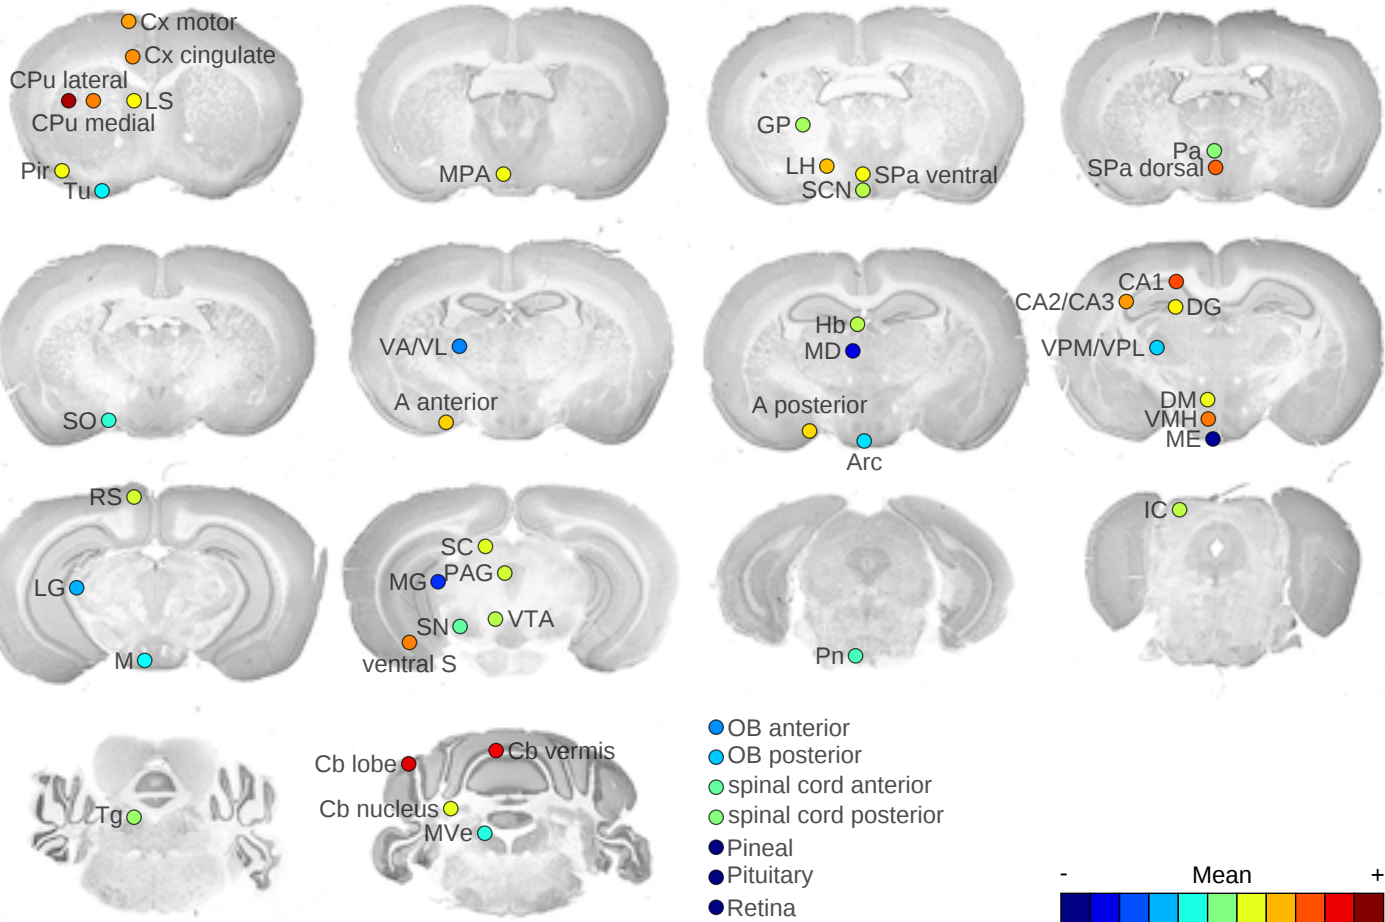 Cx motor
Cx cingulate
CPu lateral
LS
CPu medial
Pir
Tu
MPA
GP
LH
SPa ventral
SCN
Pa
SPa dorsal
SO
VA/VL
A anterior
Hb
MD
A posterior
Arc
CA1
CA2/CA3
DG
VPM/VPL
DM
VMH
ME
RS
LG
M
SC
MG
PAG
SN
VTA
ventral S
Pn
IC
Tg
Cb lobe
Cb vermis
Cb nucleus
MVe
OB anterior
OB posterior
spinal cord anterior
spinal cord posterior
Pineal
Pituitary
Retina
- Mean +